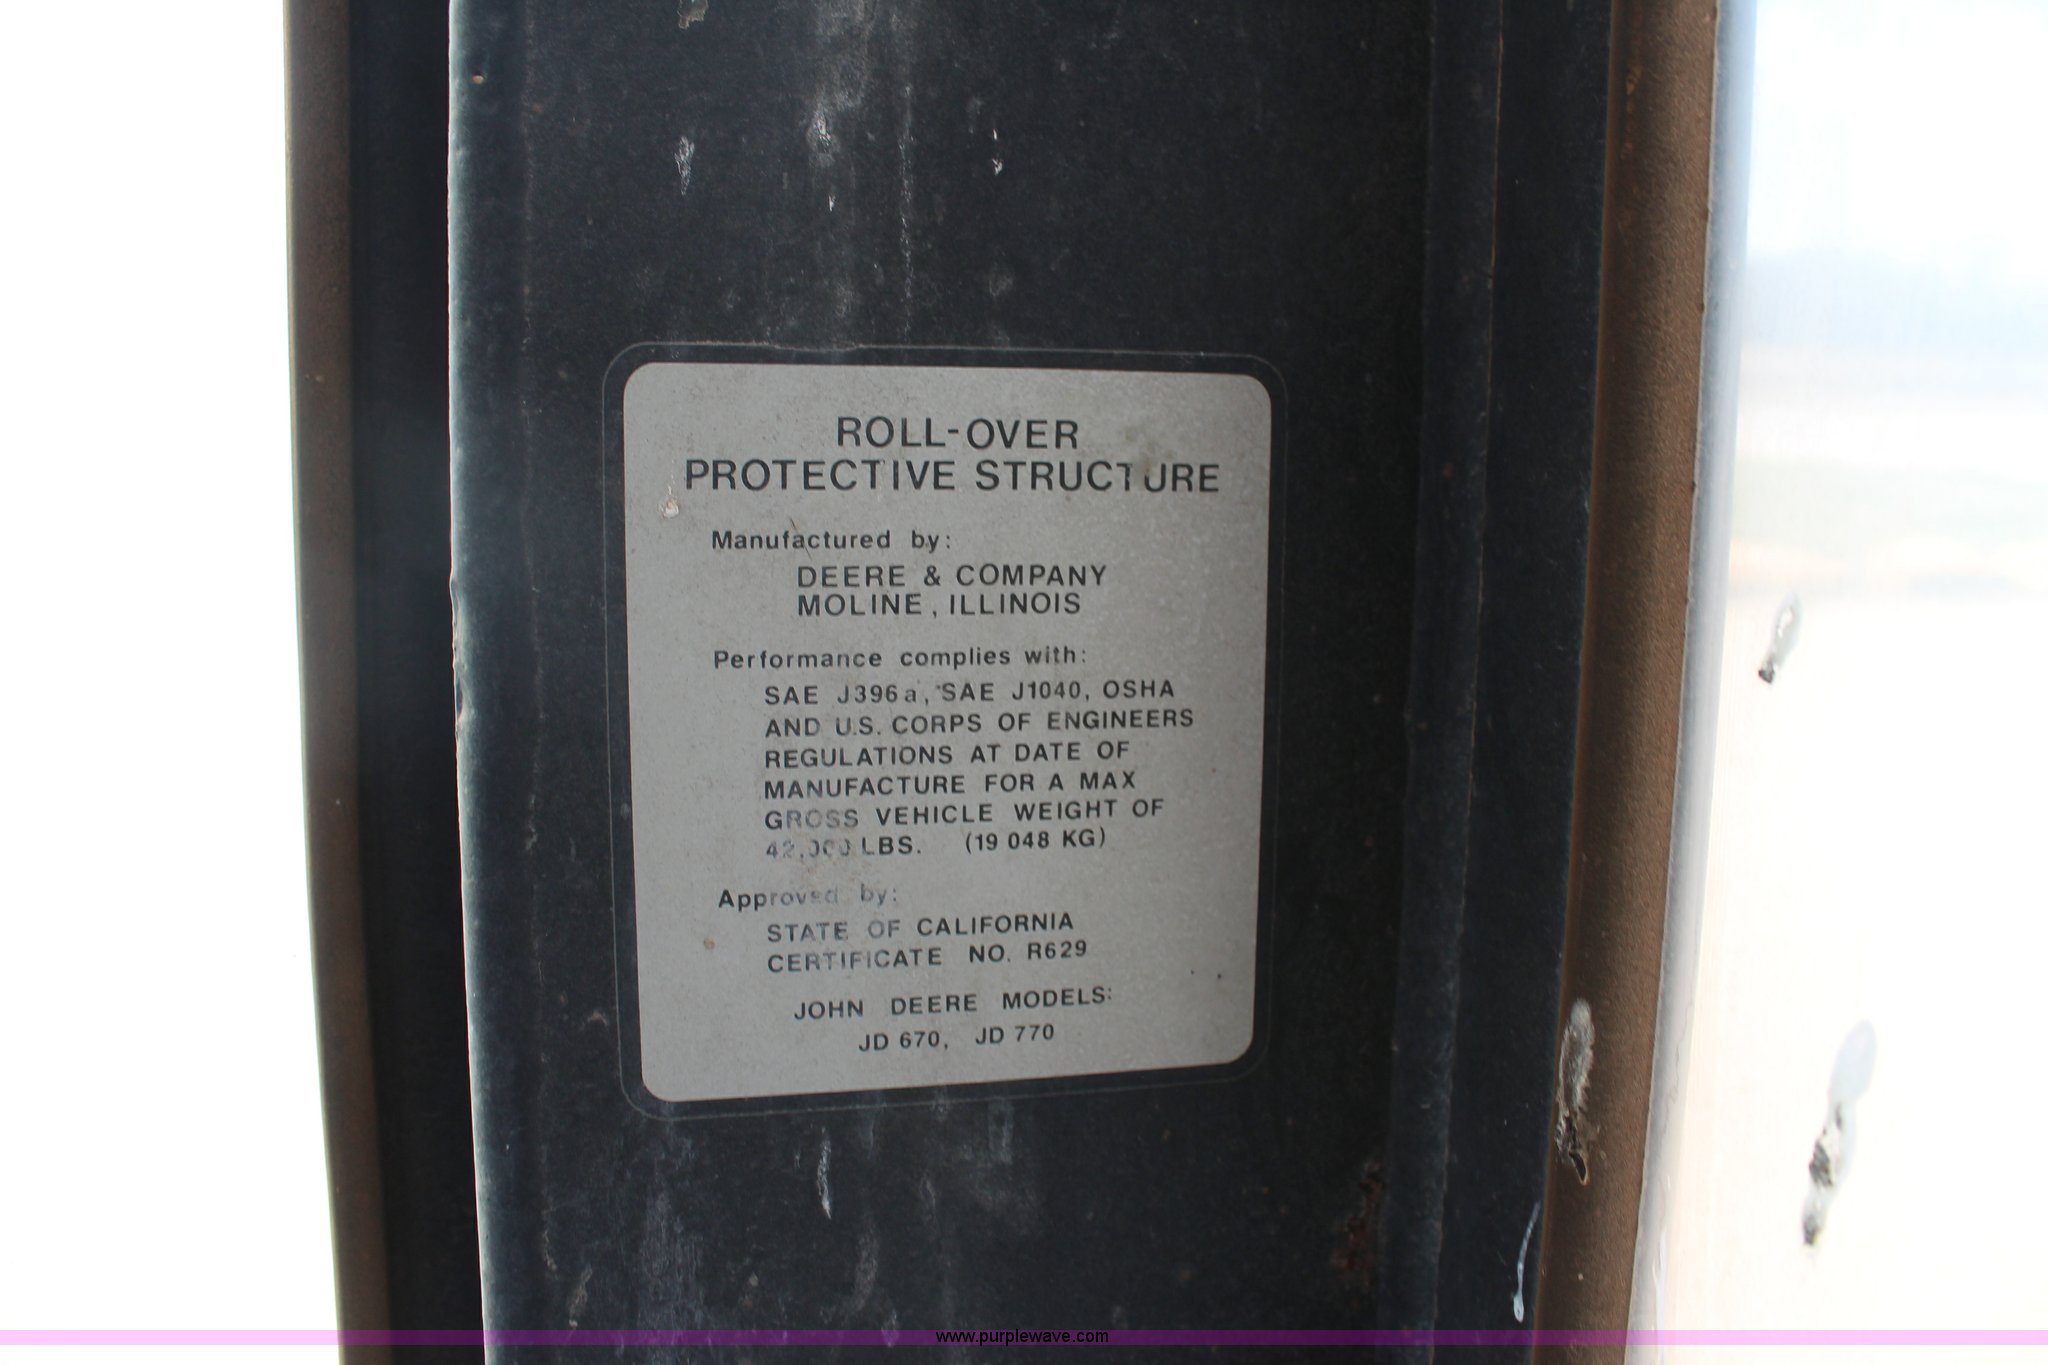 ROLL-OVER
PROTECTIVE STRUCTURE
Manufactured by:
DEERE & COMPANY
MOLINE, ILLINOIS
Performance complies with:
SAE J396a, SAE J1040, OSHA
AND U.S. CORPS OF ENGINEERS
REGULATIONS AT DATE OF
MANUFACTURE FOR A MAX
GROSS VEHICLE WEIGHT OF
42,000 LBS. (19 048 KG)
Approved by:
STATE OF CALIFORNIA
CERTIFICATE NO. R629
JOHN DEERE MODELS:
JD 670, JD 770
www.purplewave.com